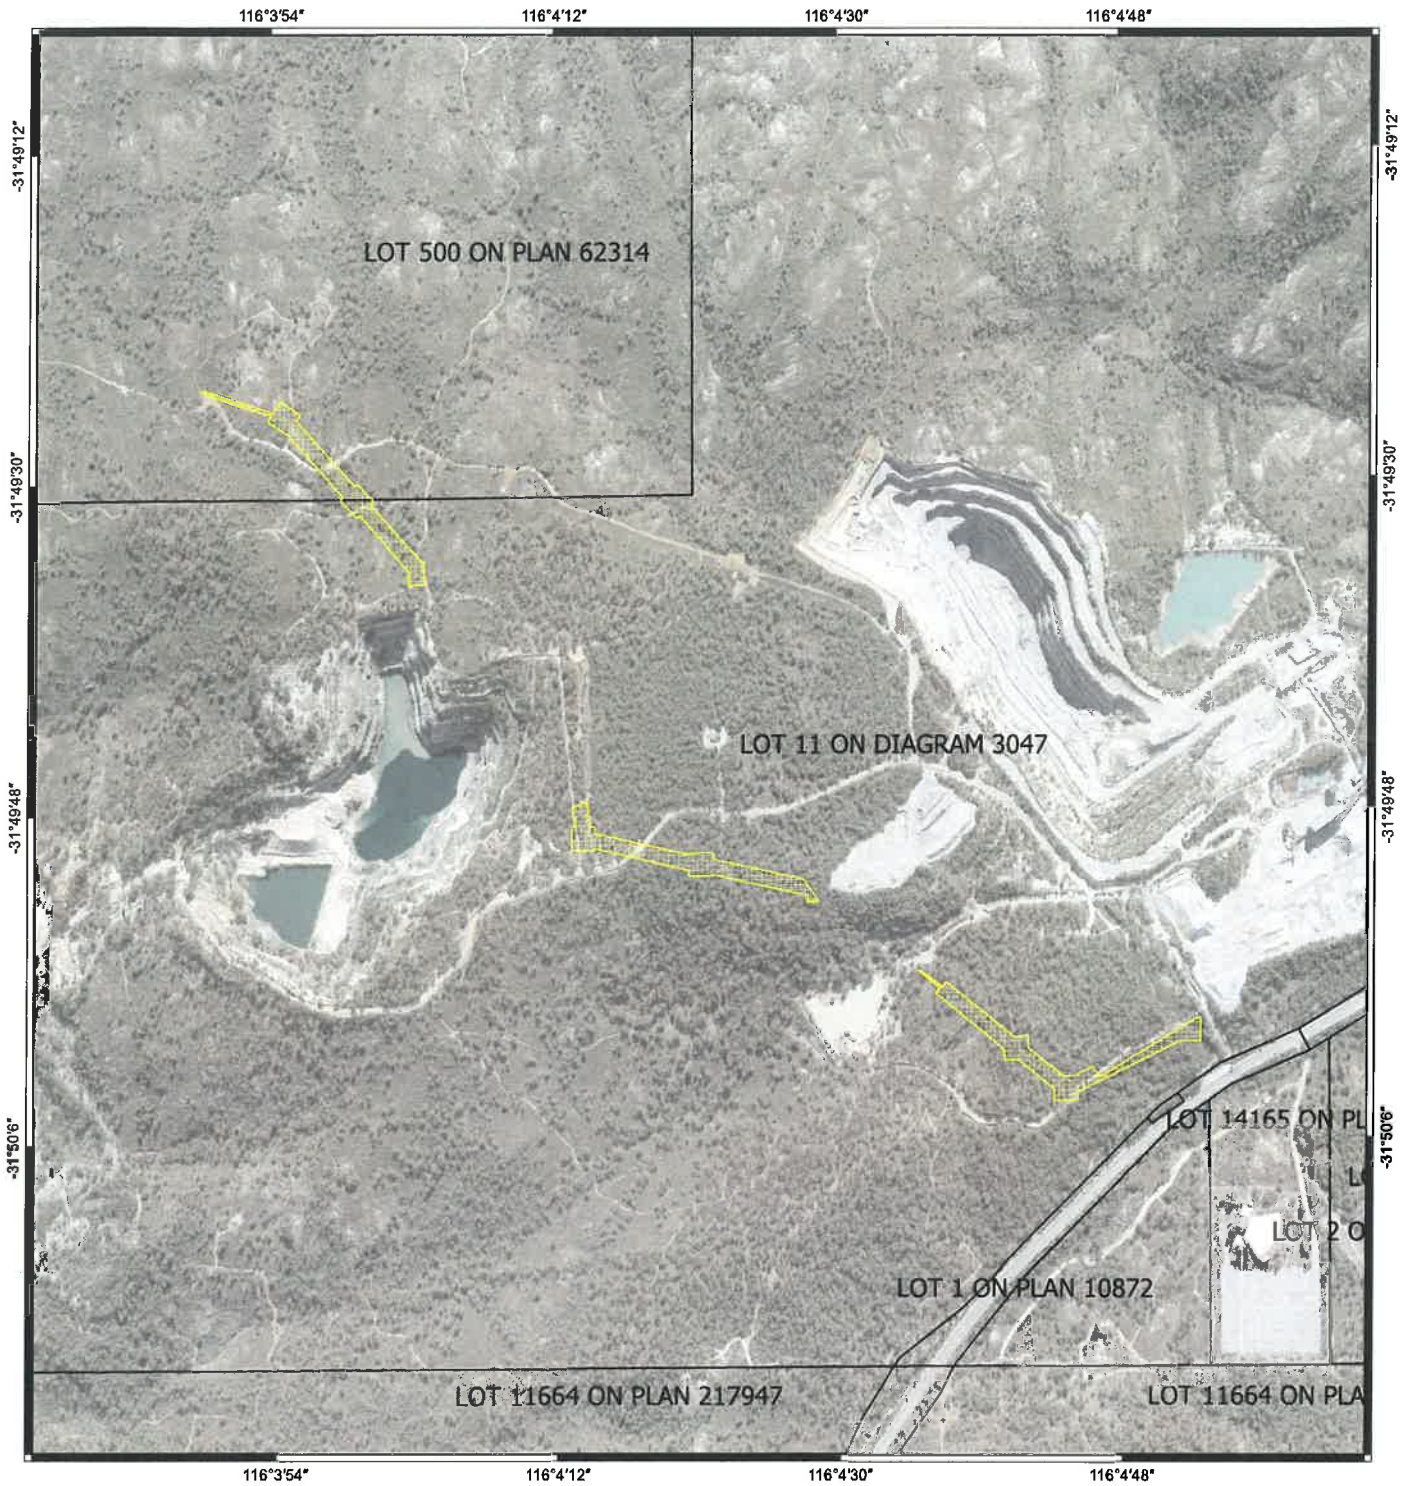 116°3'54" 116°4'12" 116°4'30" 116°4'48"
-31°49'12" -31°49'12"
LOT 500 ON PLAN 62314
-31°49'30" -31°49'30"
LOT 11 ON DIAGRAM 3047
-31°49'48" -31°49'48"
LOT 14165 ON PL
-31°50'6" -31°50'6"
LOT 2 O
LOT 1 ON PLAN 10872
LOT 11664 ON PLAN 217947 LOT 11664 ON PLA
116°3'54" 116°4'12" 116°4'30" 116°4'48"